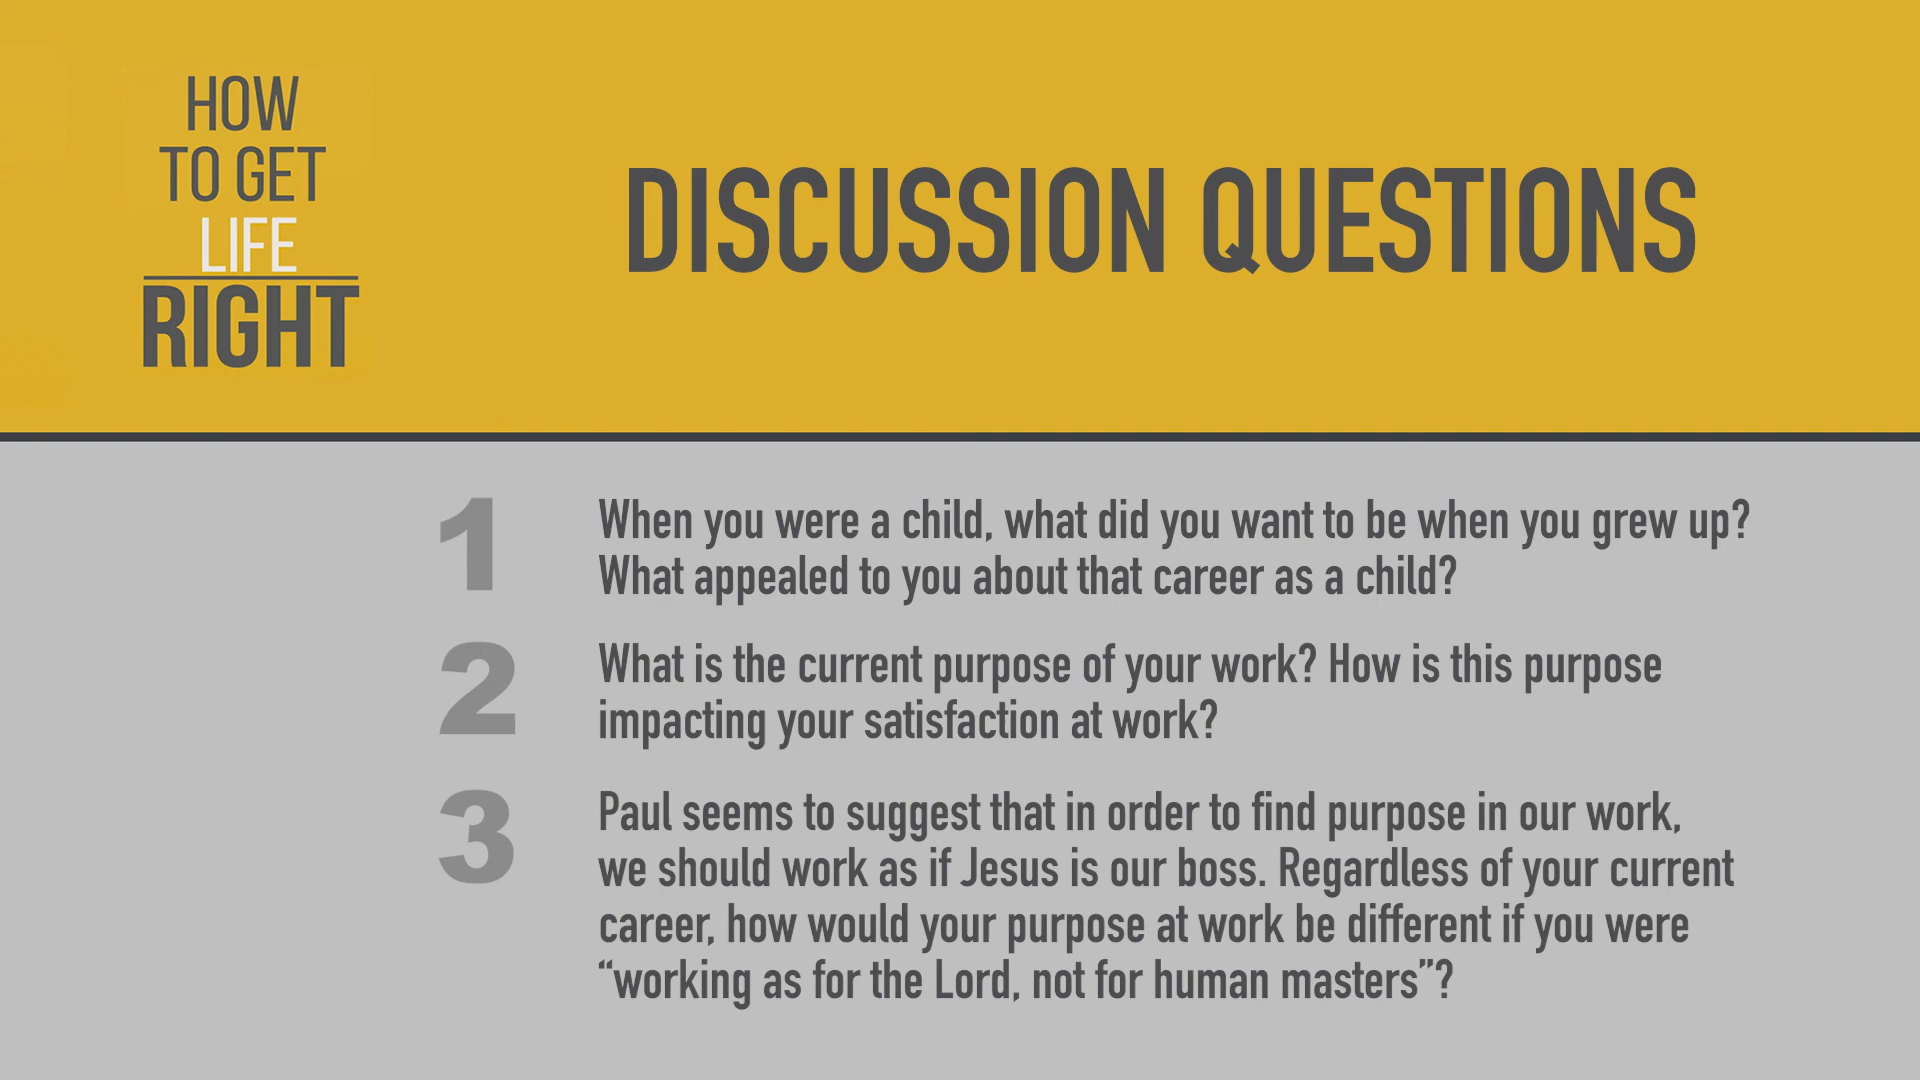 HOW
TO GET
LIFE
RIGHT
DISCUSSION QUESTIONS
1
When you were a child, what did you want to be when you grew up?
What appealed to you about that career as a child?
2
What is the current purpose of your work? How is this purpose
impacting your satisfaction at work?
3
Paul seems to suggest that in order to find purpose in our work,
we should work as if Jesus is our boss. Regardless of your current
career, how would your purpose at work be different if you were
“working as for the Lord, not for human masters”?